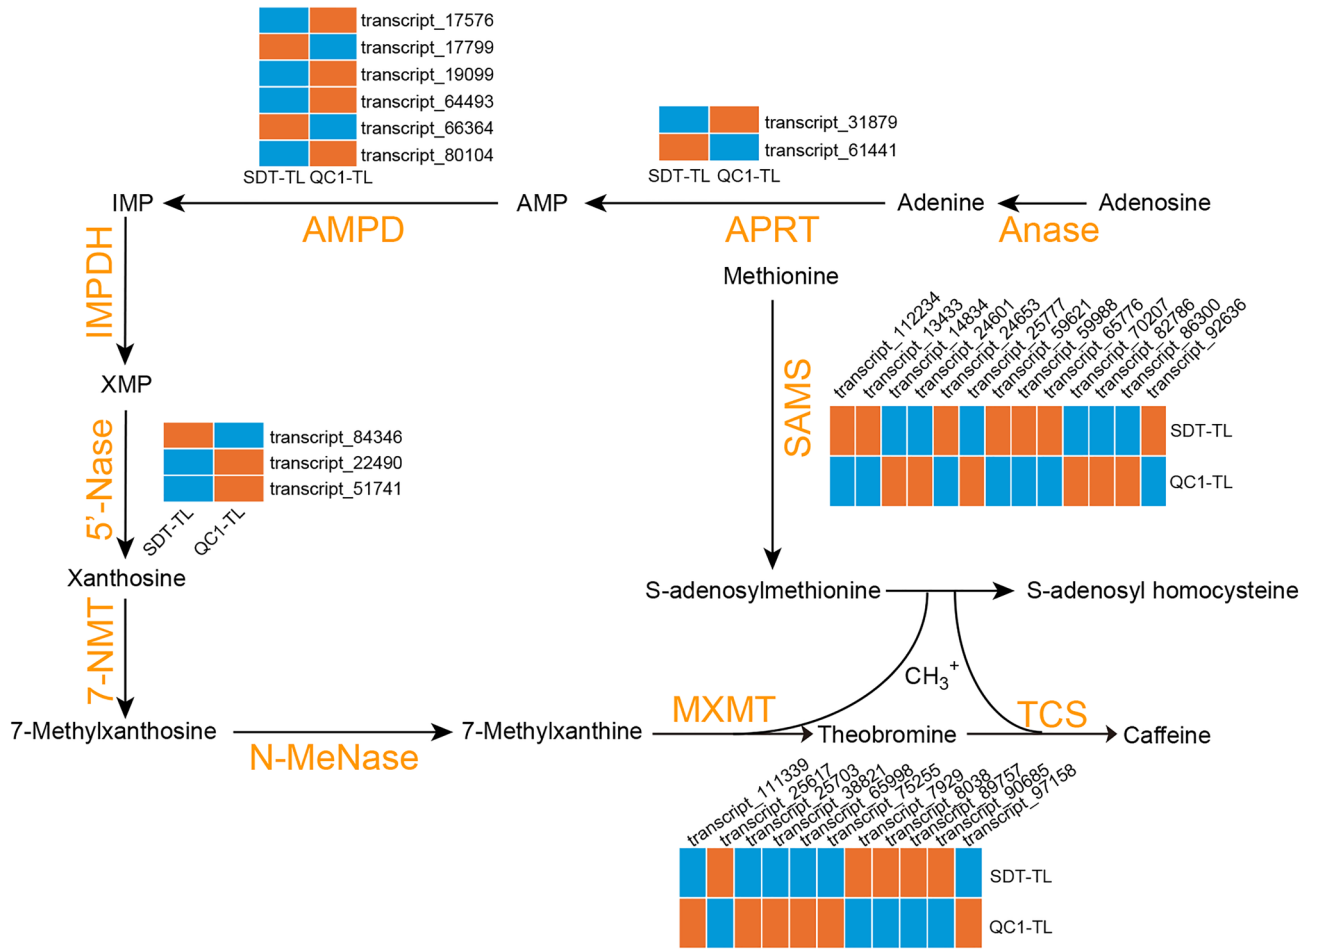 transcript_17576
transcript_17799
transcript_19099
transcript_64493
transcript_66364
transcript_80104
SDT-TL QC1-TL
transcript_31879
transcript_61441
SDT-TL QC1-TL
IMP
AMP
Adenine
Adenosine
AMPD
APRT
Anase
IMPDH
Methionine
XMP
SAMS
transcript_112234
transcript_13433
transcript_14834
transcript_24601
transcript_24653
transcript_25777
transcript_59621
transcript_59988
transcript_65776
transcript_70207
transcript_82786
transcript_86300
transcript_92636
SDT-TL
QC1-TL
5'-Nase
transcript_84346
transcript_22490
transcript_51741
SDT-TL
QC1-TL
Xanthosine
S-adenosylmethionine
S-adenosyl homocysteine
7-NMT
CH3+
MXMT
TCS
7-Methylxanthosine
7-Methylxanthine
Theobromine
Caffeine
N-MeNase
transcript_111339
transcript_25617
transcript_25703
transcript_38821
transcript_65998
transcript_75255
transcript_7929
transcript_8038
transcript_89757
transcript_90685
transcript_97158
SDT-TL
QC1-TL